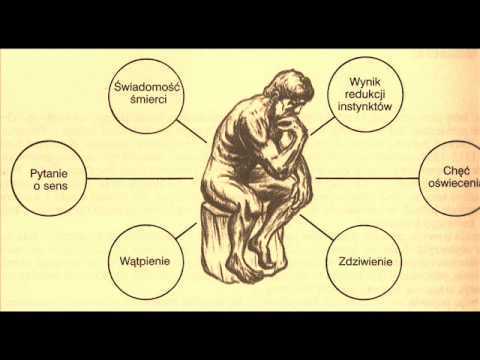 Świadomość
śmierci
Wynik
redukcji
instynktów
Pytanie
o sens
Chęć
oświecenia
Wątpienie
Zdziwienie